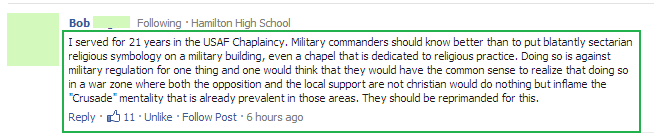 Bob Following · Hamilton High School
I served for 21 years in the USAF Chaplaincy. Military commanders should know better than to put blatantly sectarian
religious symbology on a military building, even a chapel that is dedicated to religious practice. Doing so is against
military regulation for one thing and one would think that they would have the common sense to realize that doing so
in a war zone where both the opposition and the local support are not christian would do nothing but inflame the
"Crusade" mentality that is already prevalent in those areas. They should be reprimanded for this.
Reply · 11 · Unlike · Follow Post · 6 hours ago